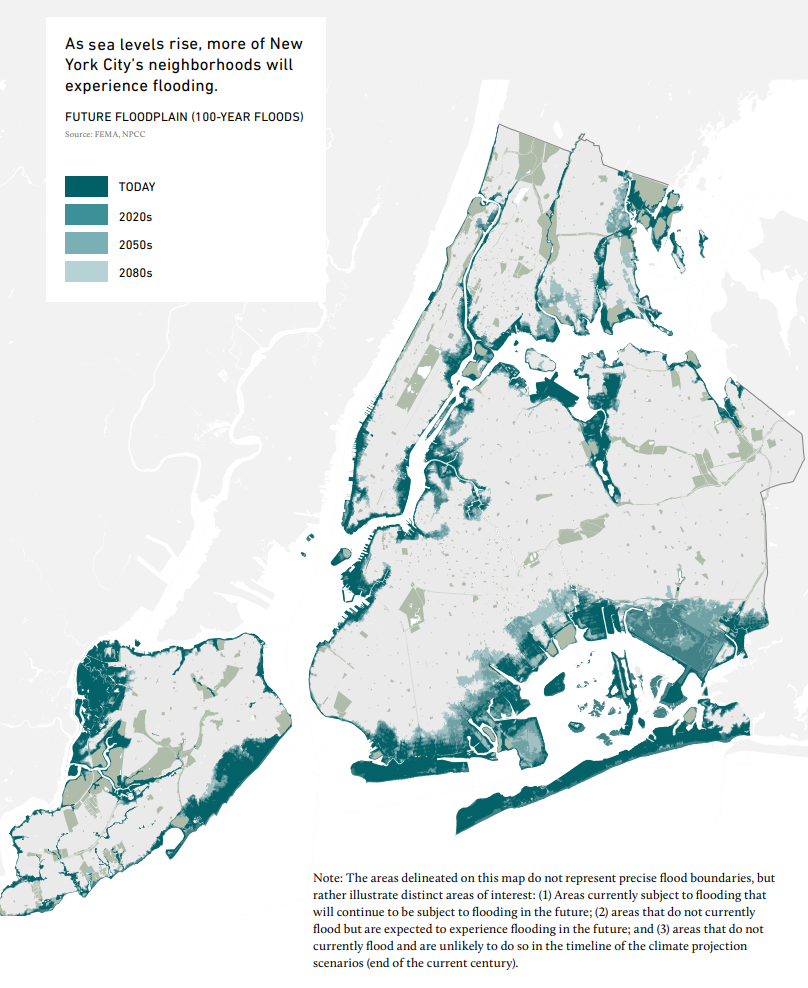 As sea levels rise, more of New
York City's neighborhoods will
experience flooding.
FUTURE FLOODPLAIN (100-YEAR FLOODS)
Source: FEMA, NPCC
TODAY
2020s
2050s
2080s
Note: The areas delineated on this map do not represent precise flood boundaries, but
rather illustrate distinct areas of interest: (1) Areas currently subject to flooding that
will continue to be subject to flooding in the future; (2) areas that do not currently
flood but are expected to experience flooding in the future; and (3) areas that do not
currently flood and are unlikely to do so in the timeline of the climate projection
scenarios (end of the current century).